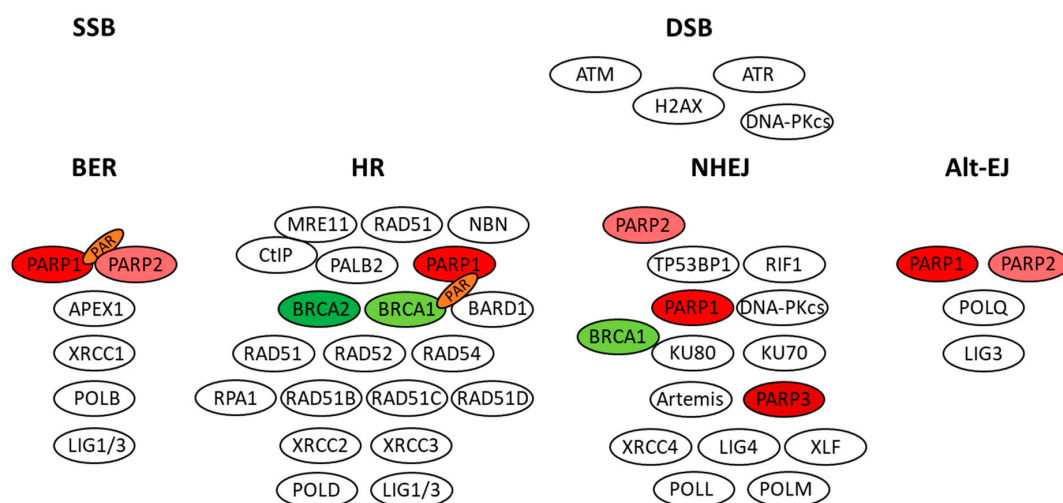 SSB DSB
ATM ATR
H2AX
DNA-PKcs
BER HR NHEJ Alt-EJ
MRE11 RAD51 NBN PARP2
PAR CtIP
PARP1 PARP2 PALB2 PARP1 TP53BP1 RIF1 PARP1 PARP2
PAR
APEX1 BRCA2 BRCA1 BARD1 PARP1 DNA-PKcs POLQ
BRCA1
XRCC1 RAD51 RAD52 RAD54 KU80 KU70 LIG3
POLB RPA1 RAD51B RAD51C RAD51D Artemis PARP3
LIG1/3 XRCC2 XRCC3 XRCC4 LIG4 XLF
POLD LIG1/3 POLL POLM